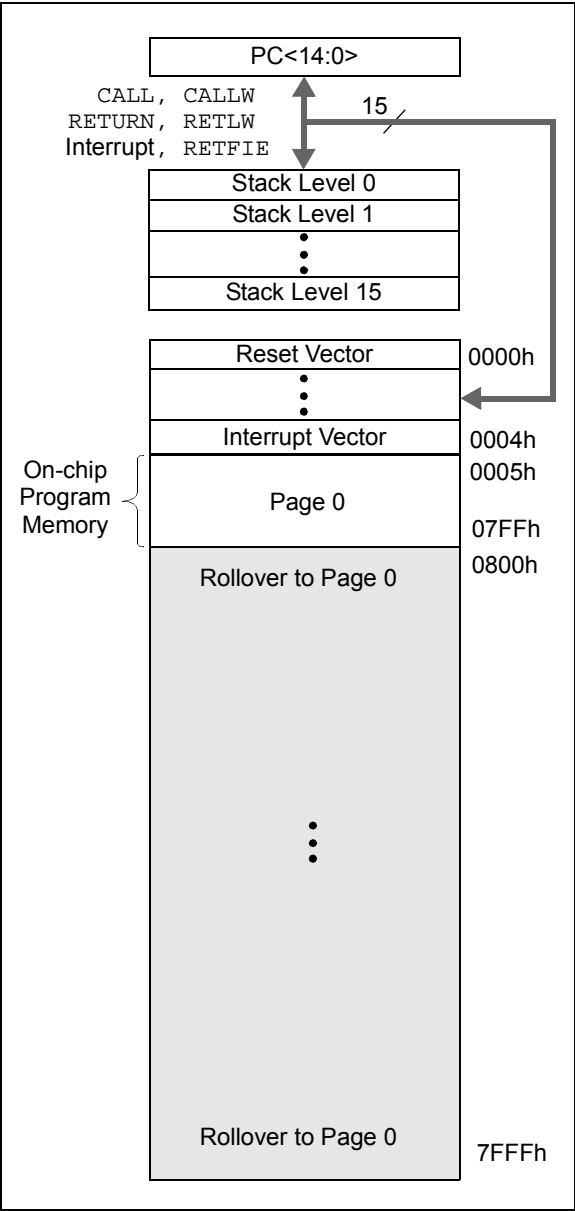 PC<14:0>
CALL, CALLW
15
RETURN, RETLW
Interrupt, RETFIE
Stack Level 0
Stack Level 1
Stack Level 15
Reset Vector
0000h
Interrupt Vector
0004h
On-chip
Program
Memory
0005h
Page 0
07FFh
0800h
Rollover to Page 0
Rollover to Page 0
7FFFh